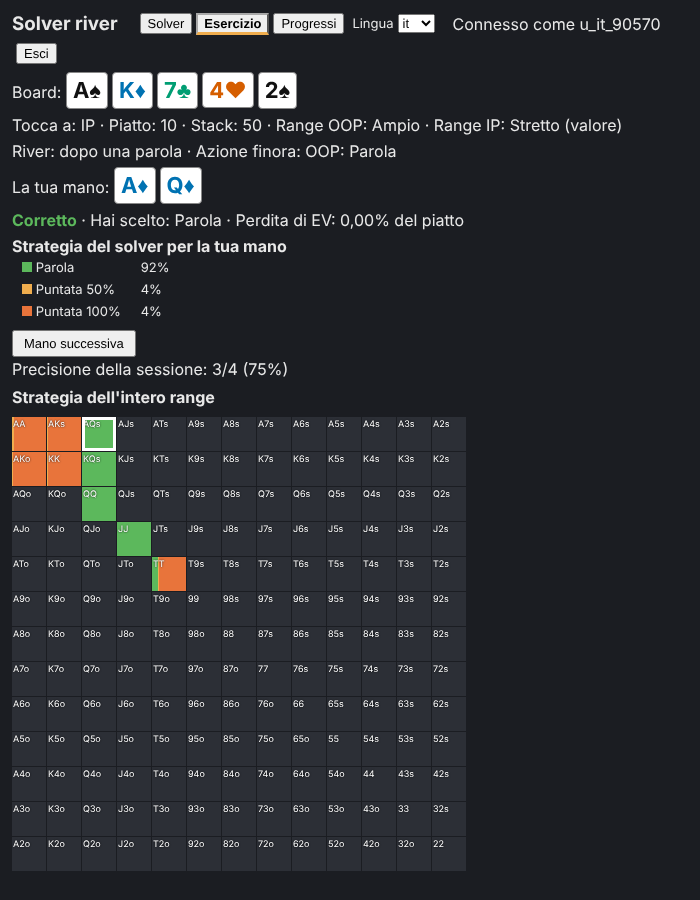 Solver river Solver Esercizio Progressi Lingua it Connesso come u_it_90570
Esci
Board: A♠ K♦ 7♣ 4♥ 2♠
Tocca a: IP · Piatto: 10 · Stack: 50 · Range OOP: Ampio · Range IP: Stretto (valore)
River: dopo una parola · Azione finora: OOP: Parola
La tua mano: A♦ Q♦
Corretto · Hai scelto: Parola · Perdita di EV: 0,00% del piatto
Strategia del solver per la tua mano
Parola 92%
Puntata 50% 4%
Puntata 100% 4%
Mano successiva
Precisione della sessione: 3/4 (75%)
Strategia dell'intero range
AA AKs AQs AJs ATs A9s A8s A7s A6s A5s A4s A3s A2s
AKo KK KQs KJs KTs K9s K8s K7s K6s K5s K4s K3s K2s
AQo KQo QQ QJs QTs Q9s Q8s Q7s Q6s Q5s Q4s Q3s Q2s
AJo KJo QJo JJ JTs J9s J8s J7s J6s J5s J4s J3s J2s
ATo KTo QTo JTo TT T9s T8s T7s T6s T5s T4s T3s T2s
A9o K9o Q9o J9o T9o 99 98s 97s 96s 95s 94s 93s 92s
A8o K8o Q8o J8o T8o 98o 88 87s 86s 85s 84s 83s 82s
A7o K7o Q7o J7o T7o 97o 87o 77 76s 75s 74s 73s 72s
A6o K6o Q6o J6o T6o 96o 86o 76o 66 65s 64s 63s 62s
A5o K5o Q5o J5o T5o 95o 85o 75o 65o 55 54s 53s 52s
A4o K4o Q4o J4o T4o 94o 84o 74o 64o 54o 44 43s 42s
A3o K3o Q3o J3o T3o 93o 83o 73o 63o 53o 43o 33 32s
A2o K2o Q2o J2o T2o 92o 82o 72o 62o 52o 42o 32o 22